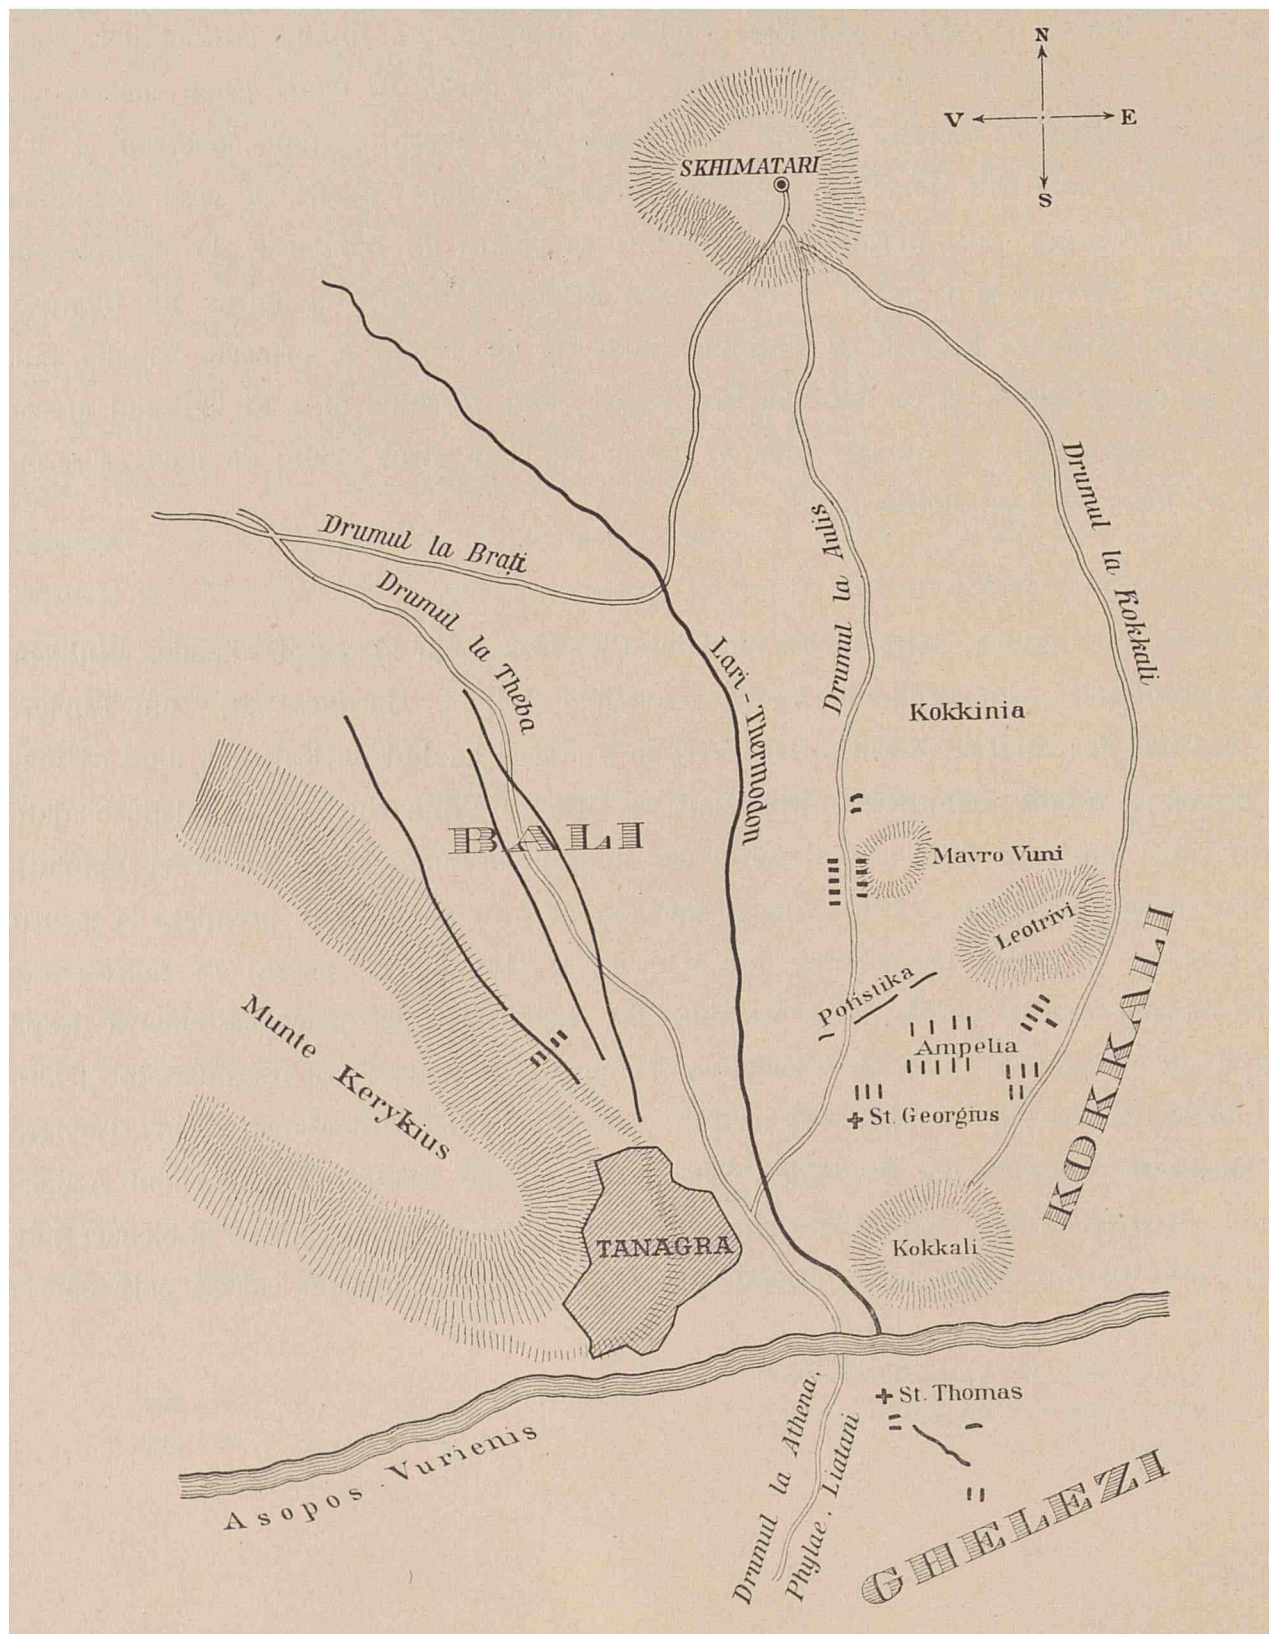 N
V E
S
SKHIMATARI
Drumul la Brați
Drumul la Theba
Lari-Thermodon
Drumul la Aulis
Drumul la Kokkali
Kokkinia
BALI
Mavro Vuni
Leotrivi
Potistika
Ampelia
St. Georgius
KOKKALI
Munte Kerykius
TANAGRA
Kokkali
Asopos Vurienis
St. Thomas
Drumul la Athena,
Phylae, Liatani
GHELEZI